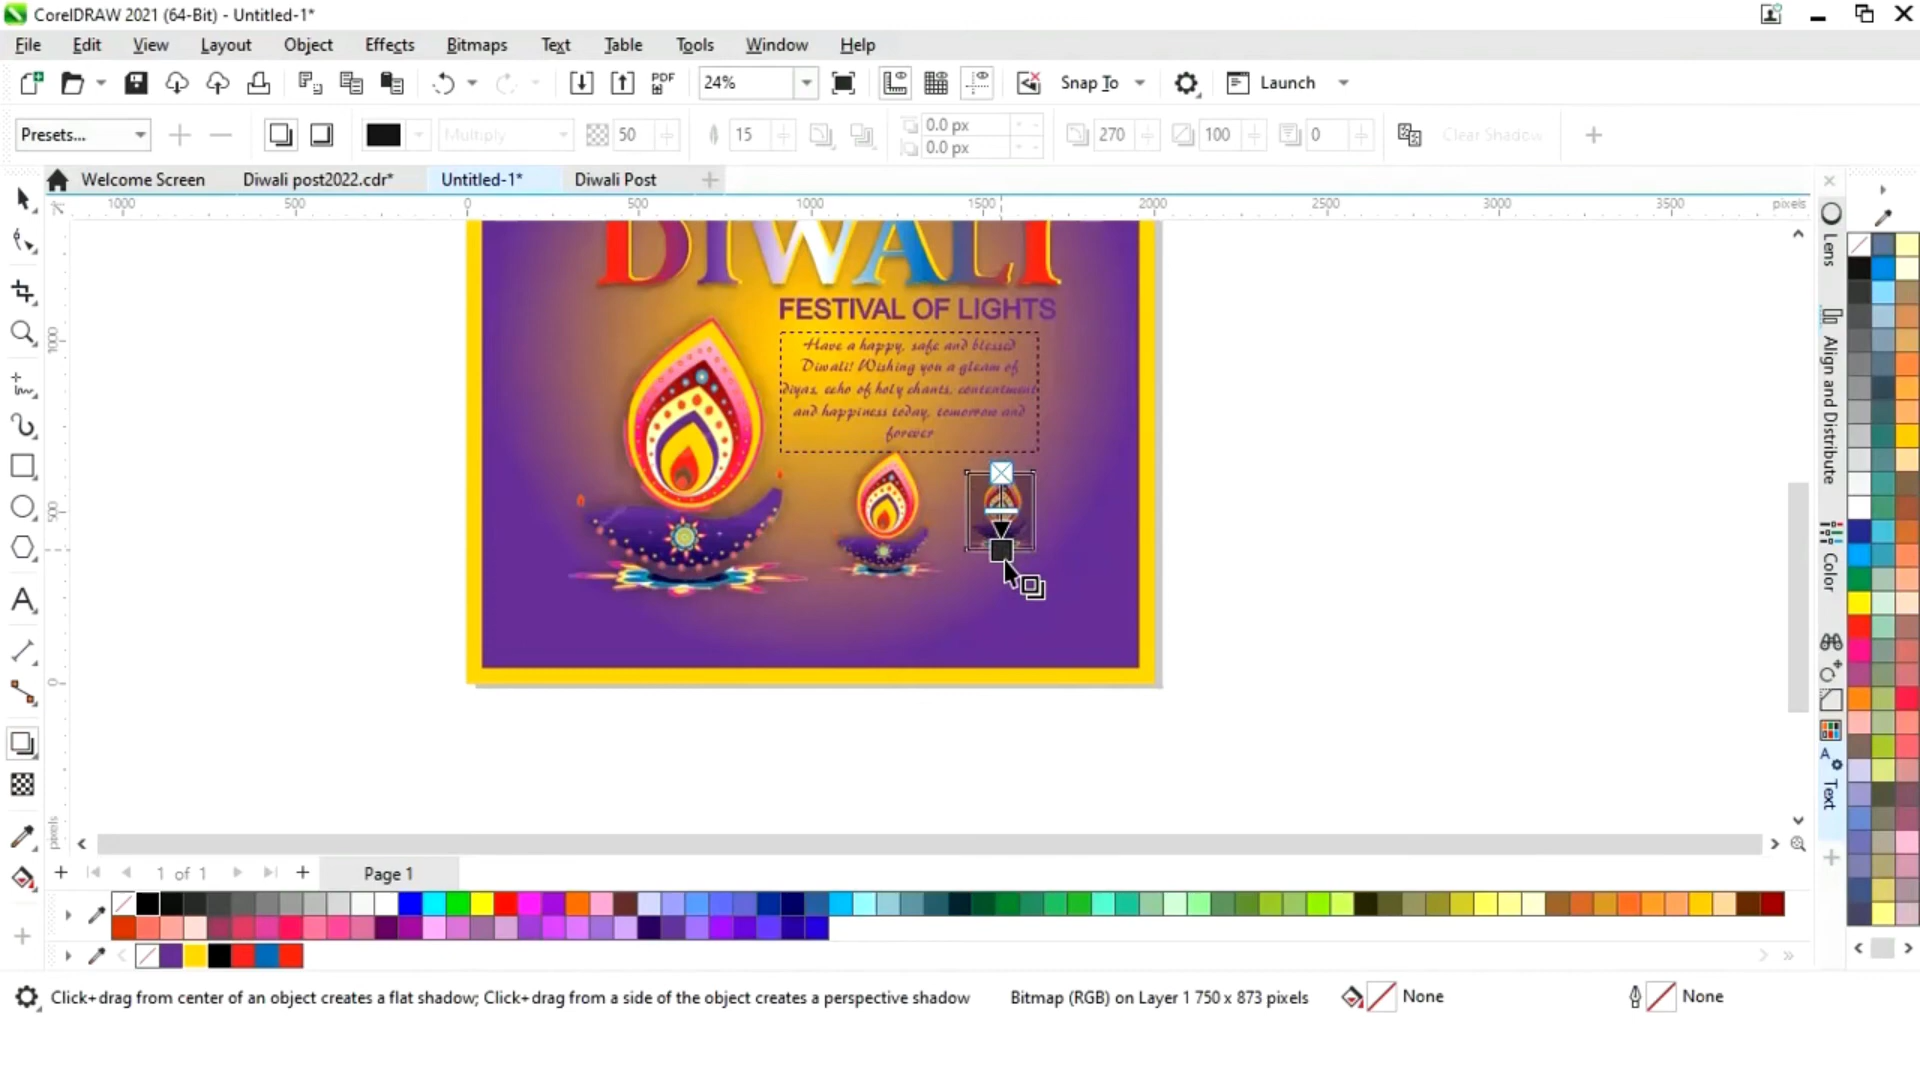 CorelDRAW 2021 (64-Bit) - Untitled-1*
File Edit View Layout Object Effects Bitmaps Text Table Tools Window Help
PDF 24% Snap To Launch
Presets... Multiply 50 15 0.0 px 270 100 0 Clear Shadow
0.0 px
Welcome Screen Diwali post2022.cdr* Untitled-1* Diwali Post
1000 500 0 500 1000 1500 2000 2500 3000 3500 pixels
DIWALI
FESTIVAL OF LIGHTS
Have a happy, safe and blessed
Diwali! Wishing you a gleam of
diyas, echo of holy chants, contentment
and happiness today, tomorrow and
forever
1000
500
0
pixels
Lens
Align and Distribute
Color
Text
1 of 1 Page 1
Click+drag from center of an object creates a flat shadow; Click+drag from a side of the object creates a perspective shadow Bitmap (RGB) on Layer 1 750 x 873 pixels None None